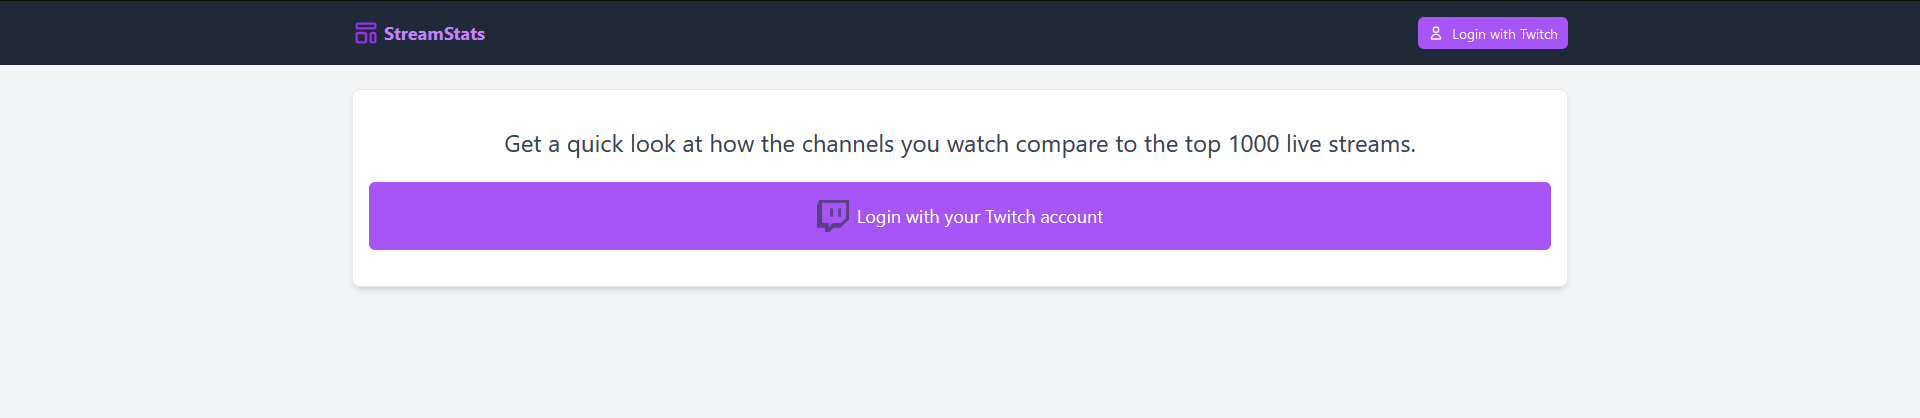 StreamStats
Login with Twitch
Get a quick look at how the channels you watch compare to the top 1000 live streams.
Login with your Twitch account